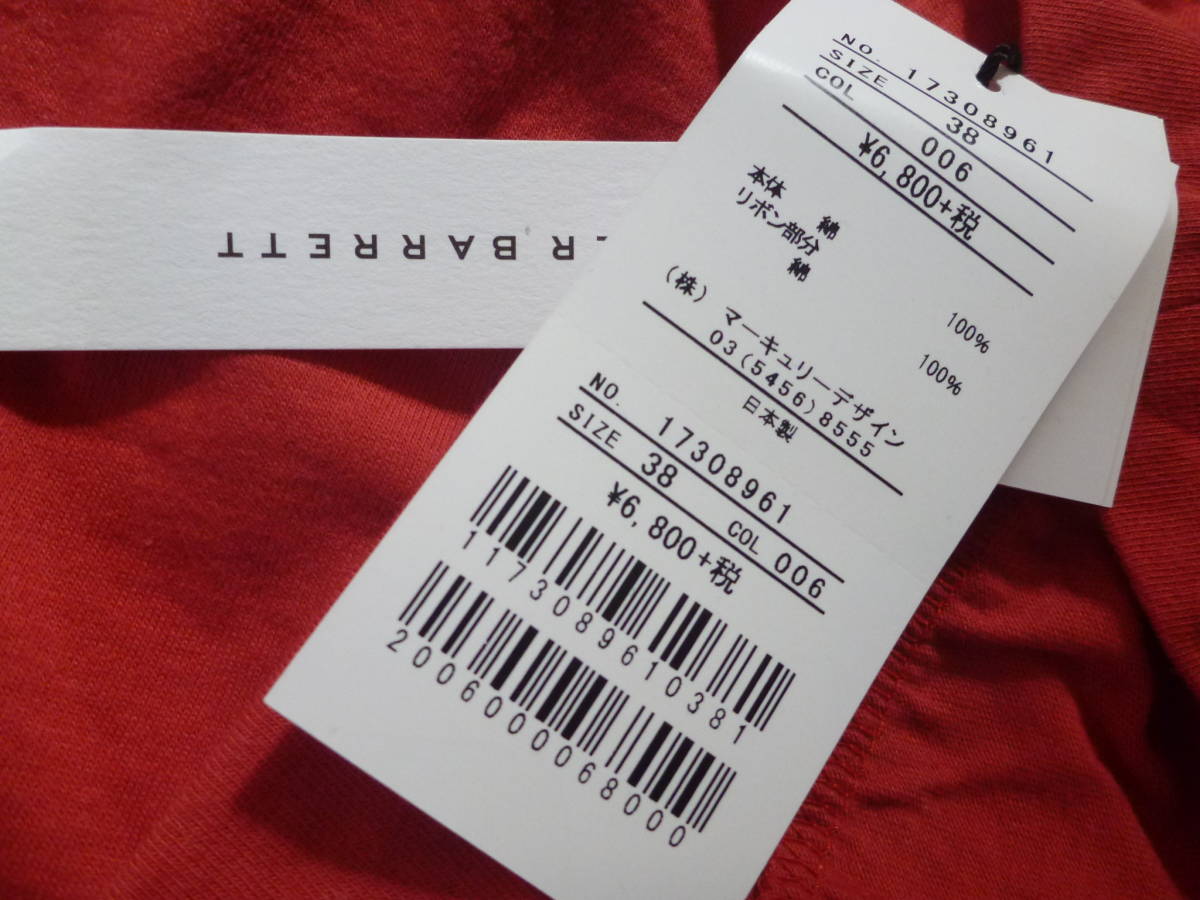 R BARRETT
NO. 17308961
SIZE 38
COL 006
¥6,800+税
本体
綿 100%
リボン部分
綿 100%
(株) マーキュリーデザイン
03(5456)8555
日本製
NO. 17308961
SIZE 38 COL 006
¥6,800+税
1173089610381
2006000068000